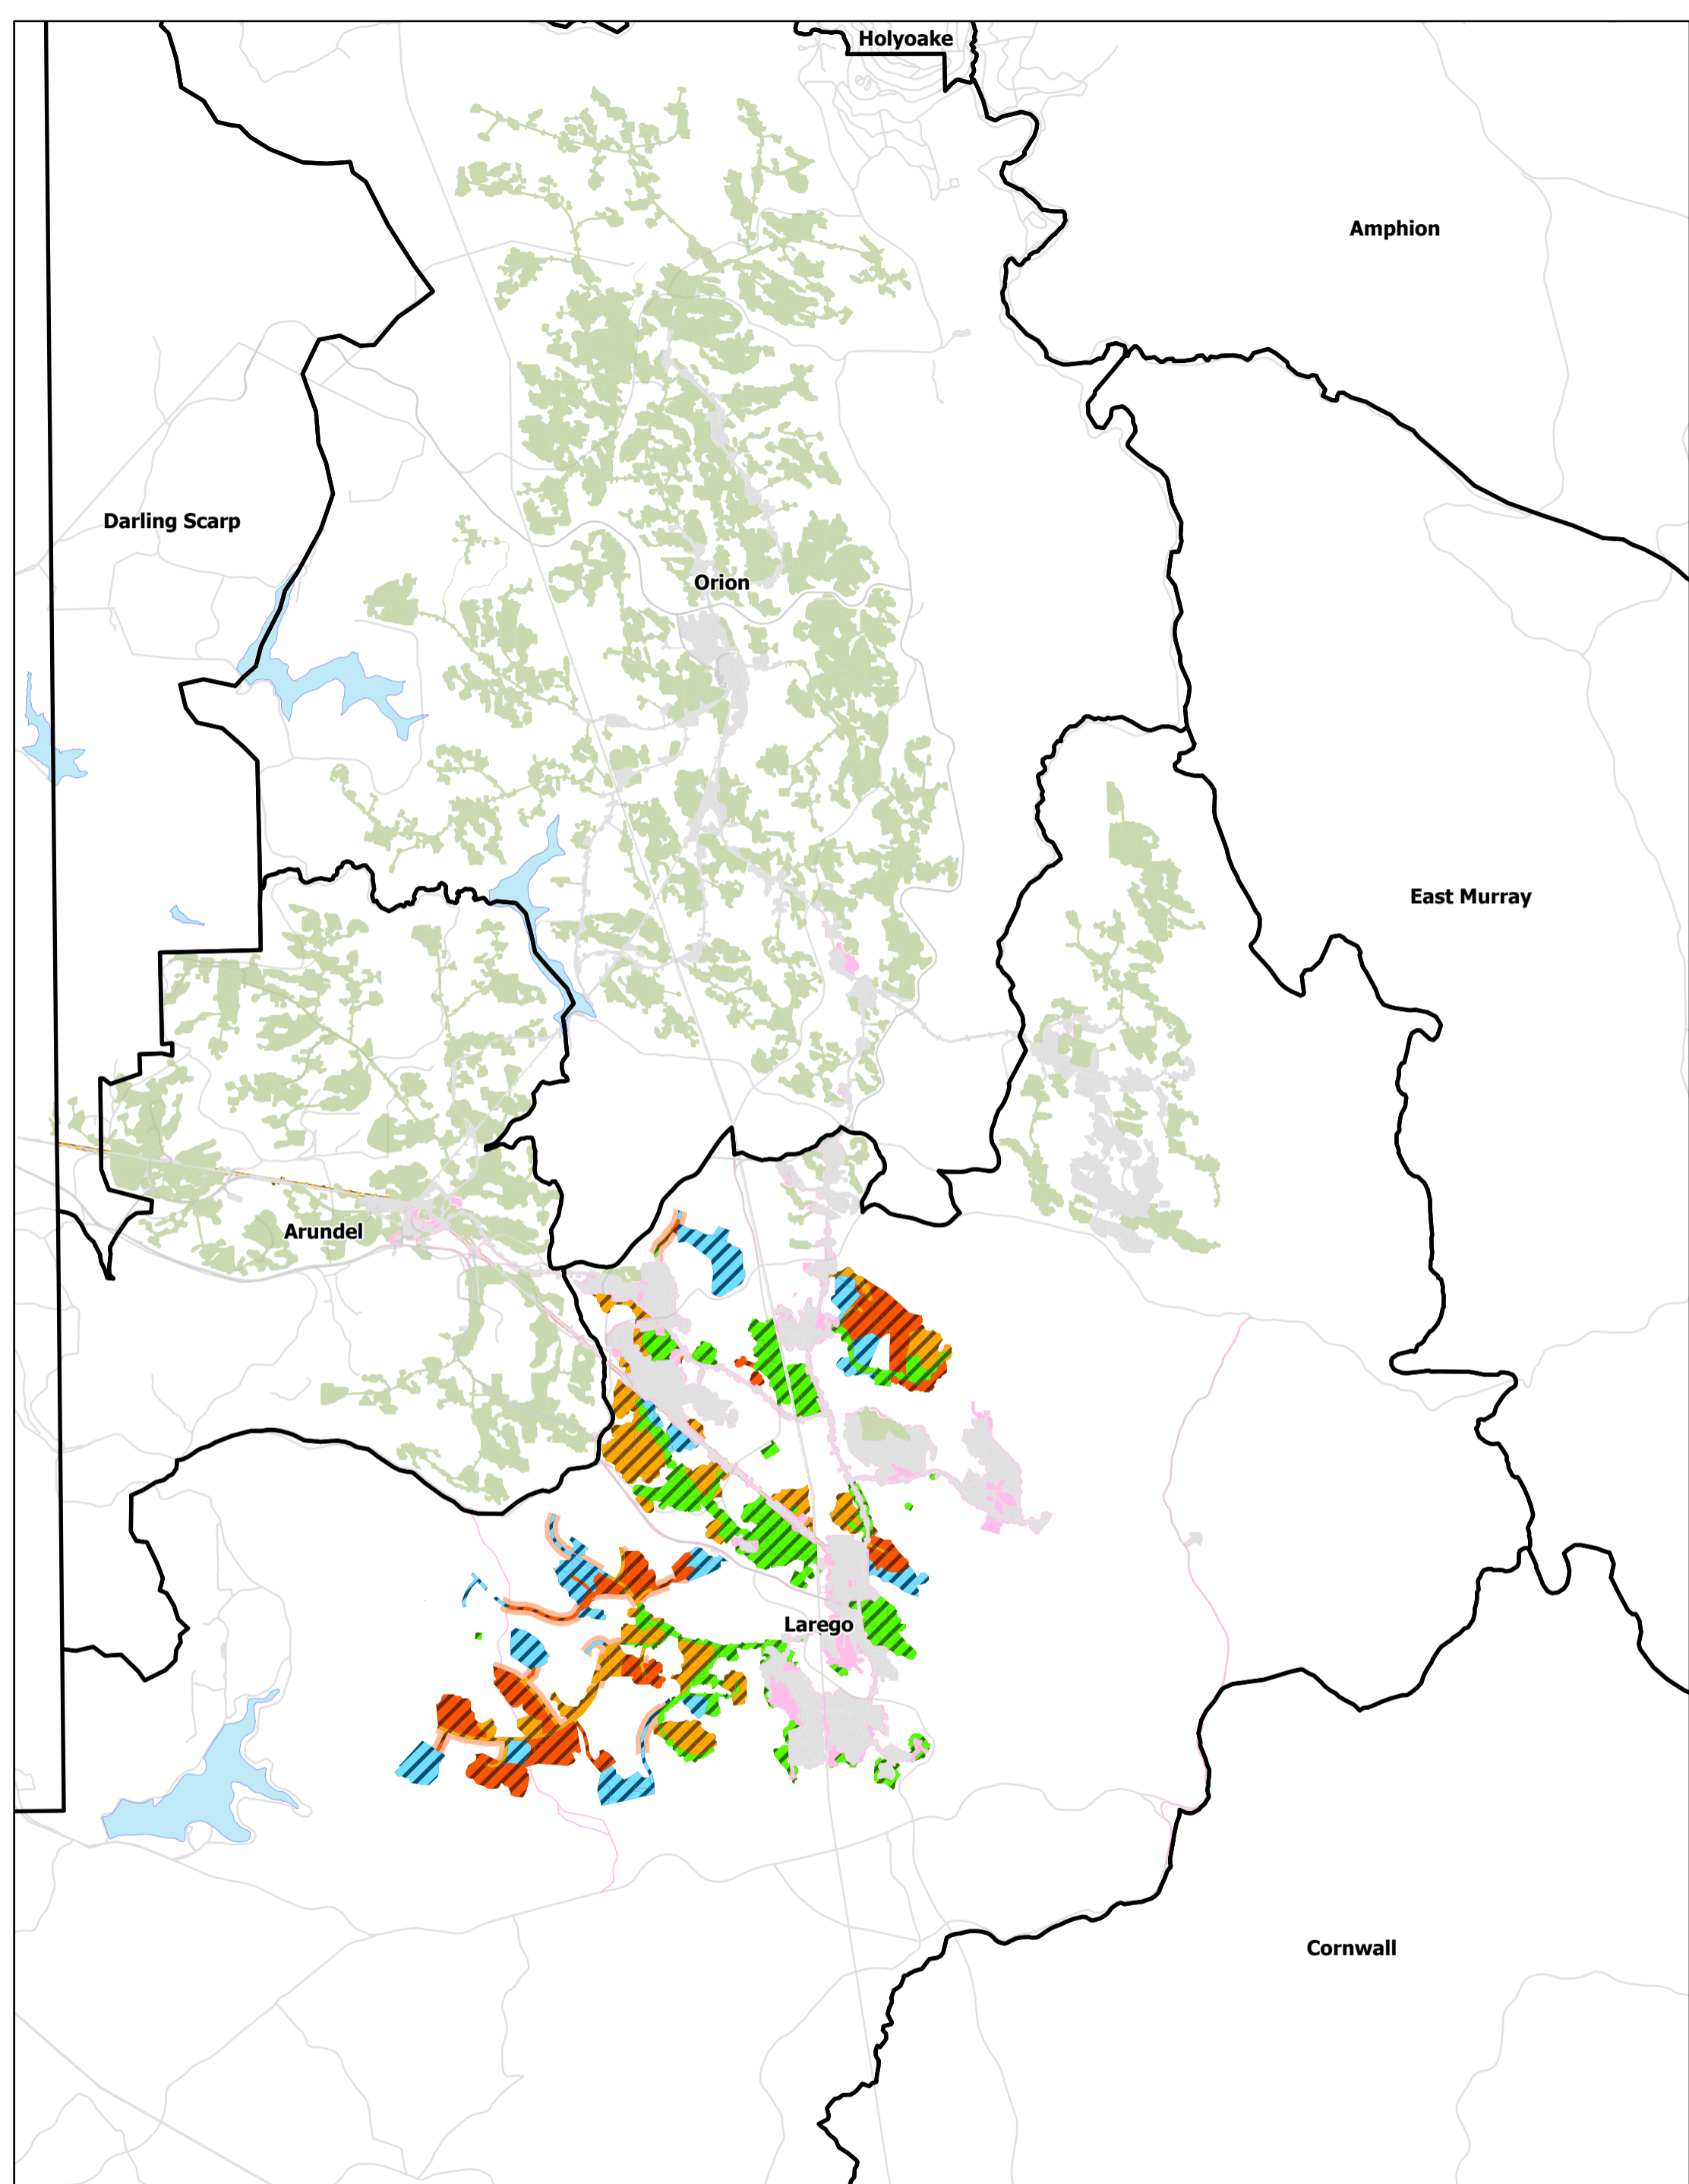 Holyoake
Amphion
Darling Scarp
Orion
East Murray
Arundel
Larego
Cornwall